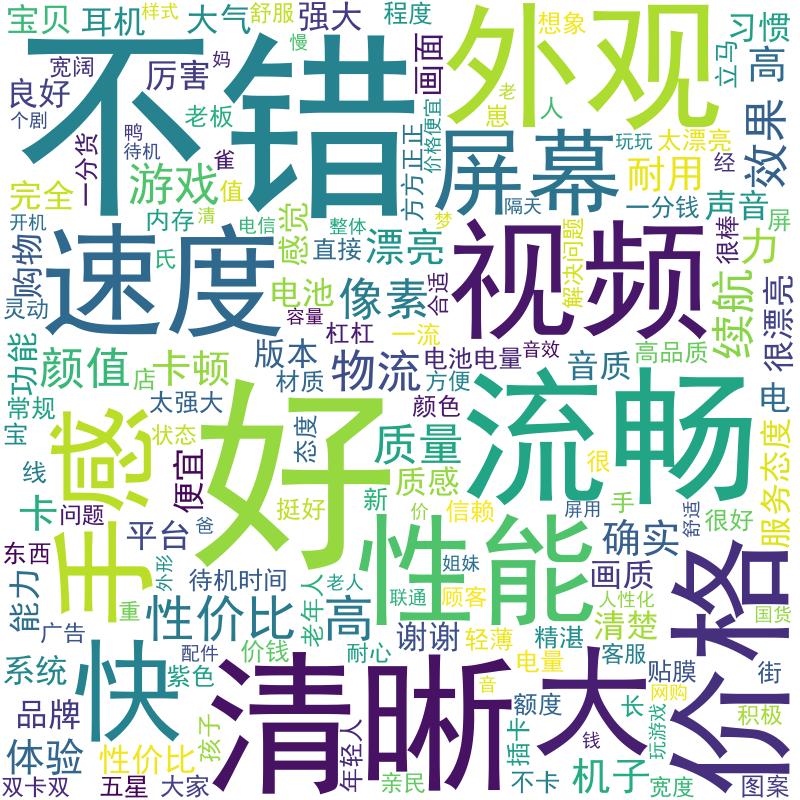 宝贝
耳机
样式
大气
舒服
强大
程度
外观
想象
习惯
不错
宽阔
厉害
妈
慢
画面
立马
高
良好
个剧
一分货
鸭
待机
老板
雀
价格便宜
老
崽
人
效果
屏幕
玩玩
太漂亮
经
完全
游戏
值
方方正正
耐用
开机
内存
清
电信
感觉
整体
梦
隔天
一分钱
声音
屏
购物
氏
直接
漂亮
合适
解决问题
很棒
力
速度
视频
灵动
电池
像素
续航
很漂亮
容量
杠杠
一流
功能
颜值
店
卡顿
版本
物流
电池电量
音效
音质
高品质
材质
方便
常规
太强大
颜色
电
宝
手感
状态
好
态度
质量
流畅
服务态度
线
便宜
质感
新
很
卡
问题
挺好
价
信赖
手
屏用
舒适
很好
东西
平台
爸
性能
确实
外形
待机时间
老年人
老人
姐妹
画质
价格
能力
重
性价比
高
联通
顾客
人性化
国货
广告
谢谢
轻薄
精湛
清楚
快
配件
价钱
耐心
电量
客服
系统
紫色
清晰
大
贴膜
街
音
网购
品牌
孩子
额度
长
玩游戏
积极
体验
性价比
年轻人
插卡
钱
双卡双
五星
大家
亲民
不卡
机子
宽度
图案